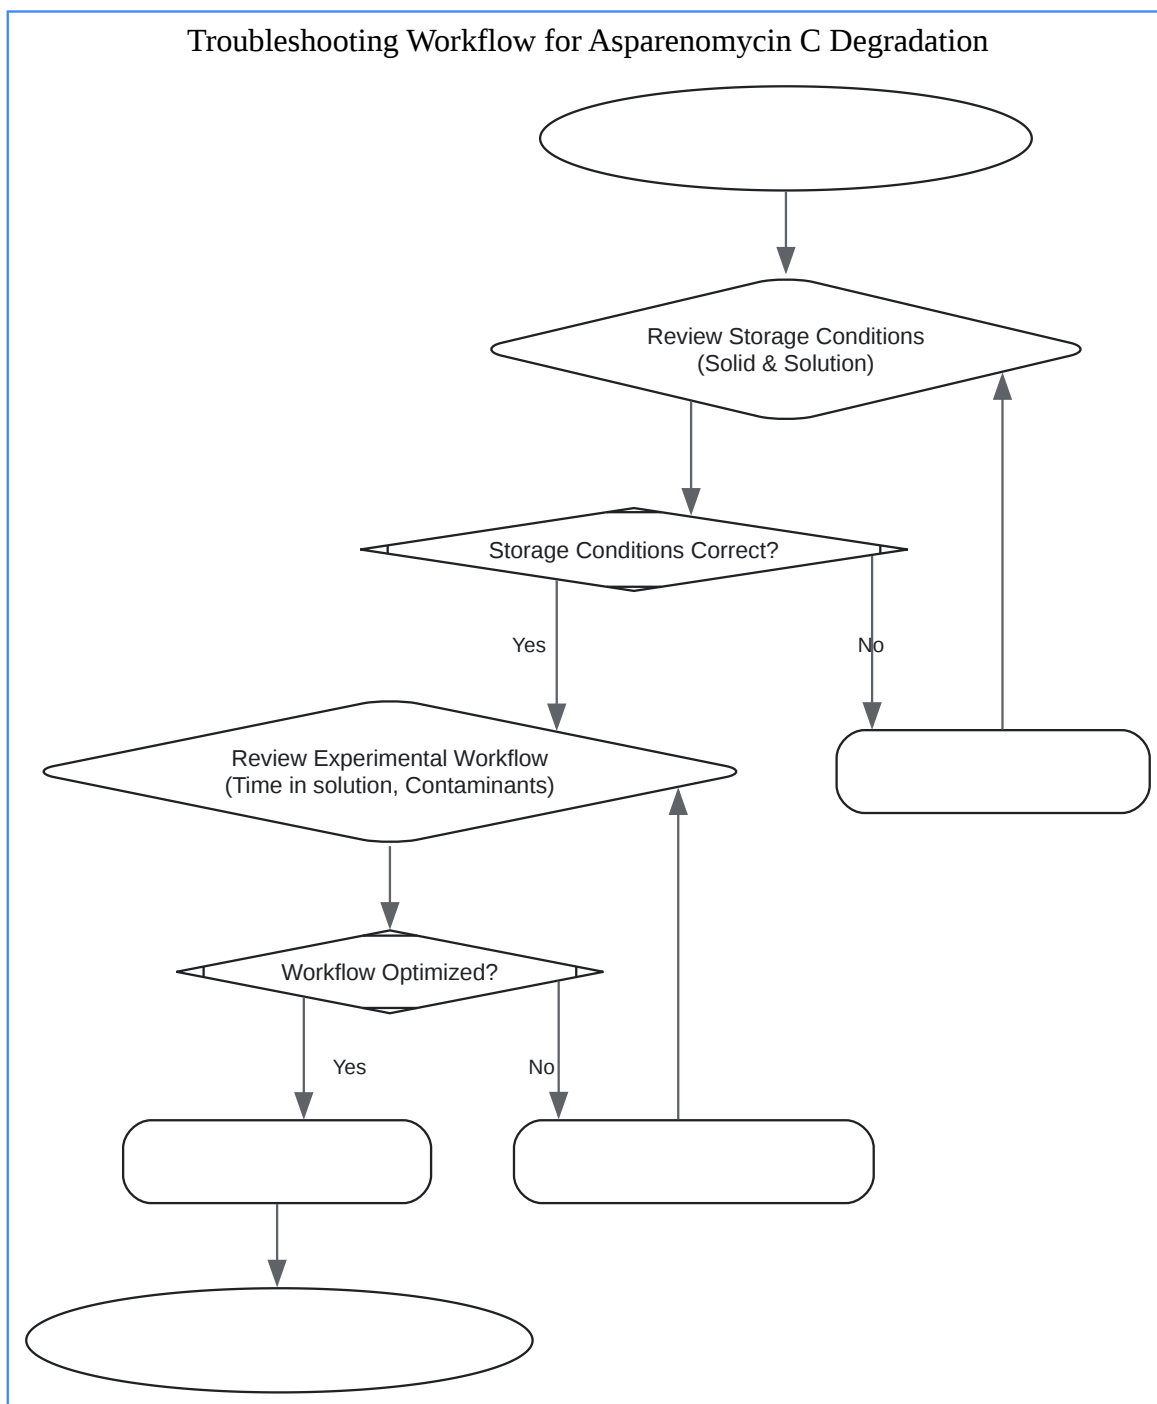 Troubleshooting Workflow for Asparenomycin C Degradation
Review Storage Conditions
(Solid & Solution)
Storage Conditions Correct?
Yes
No
Review Experimental Workflow
(Time in solution, Contaminants)
Workflow Optimized?
Yes
No